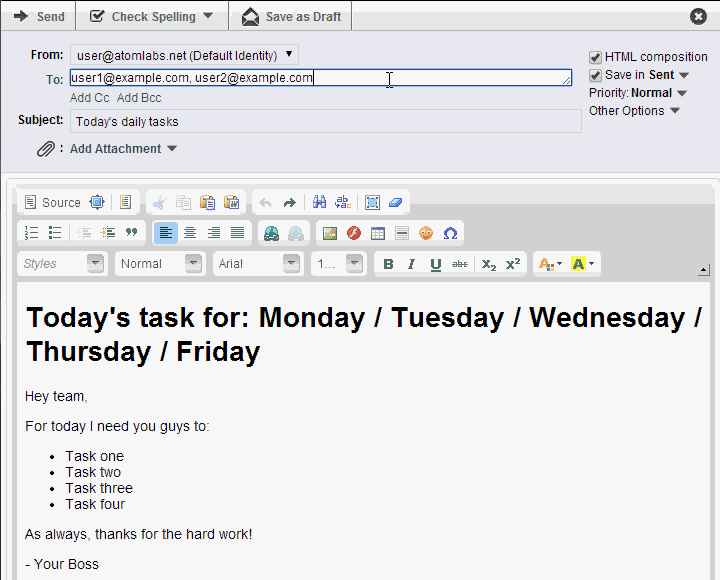 Send Check Spelling Save as Draft
From: user@atomlabs.net (Default Identity) HTML composition
To: user1@example.com, user2@example.com Save in Sent
Add Cc Add Bcc Priority: Normal
Subject: Today's daily tasks Other Options
: Add Attachment
Source
Styles Normal Arial 1... B I U abc X2 X2 A A
Today's task for: Monday / Tuesday / Wednesday /
Thursday / Friday
Hey team,
For today I need you guys to:
• Task one
• Task two
• Task three
• Task four
As always, thanks for the hard work!
- Your Boss